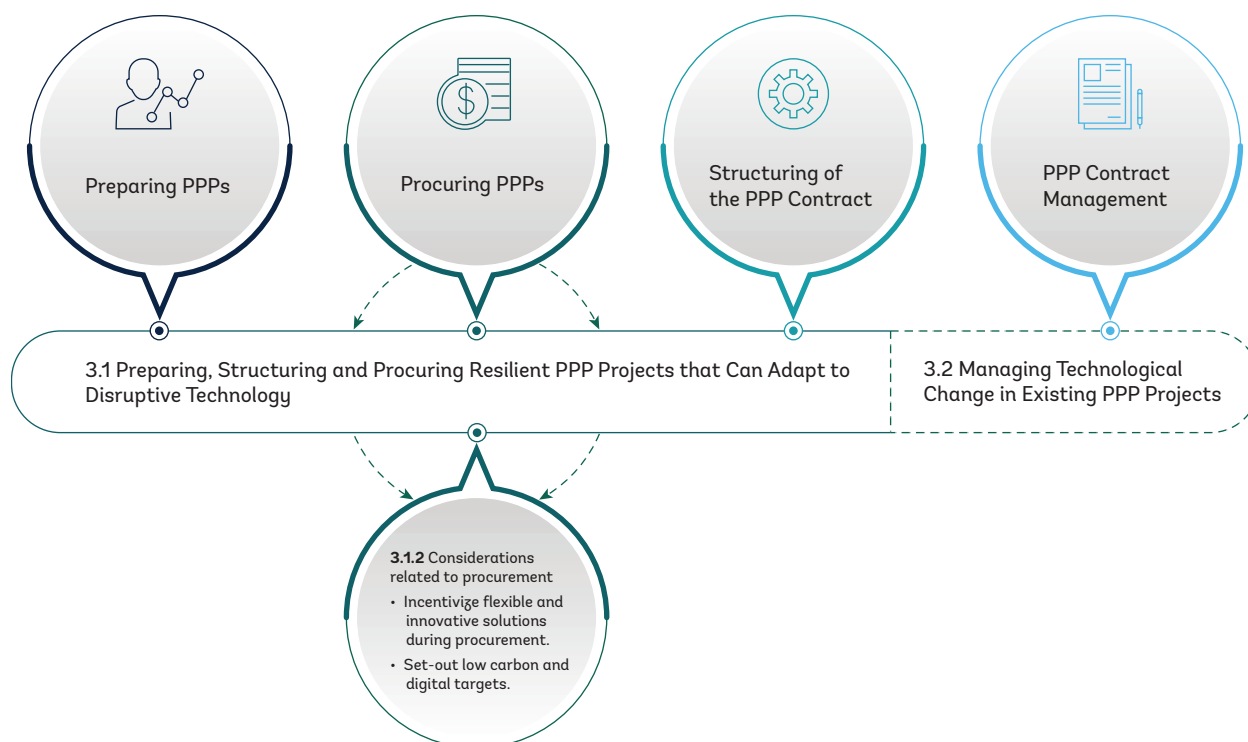 Preparing PPPs
Procuring PPPs
$
Structuring of
the PPP Contract
PPP Contract
Management
3.1 Preparing, Structuring and Procuring Resilient PPP Projects that Can Adapt to
Disruptive Technology
3.2 Managing Technological
Change in Existing PPP Projects
3.1.2 Considerations
related to procurement
• Incentivize flexible and
innovative solutions
during procurement.
• Set-out low carbon and
digital targets.